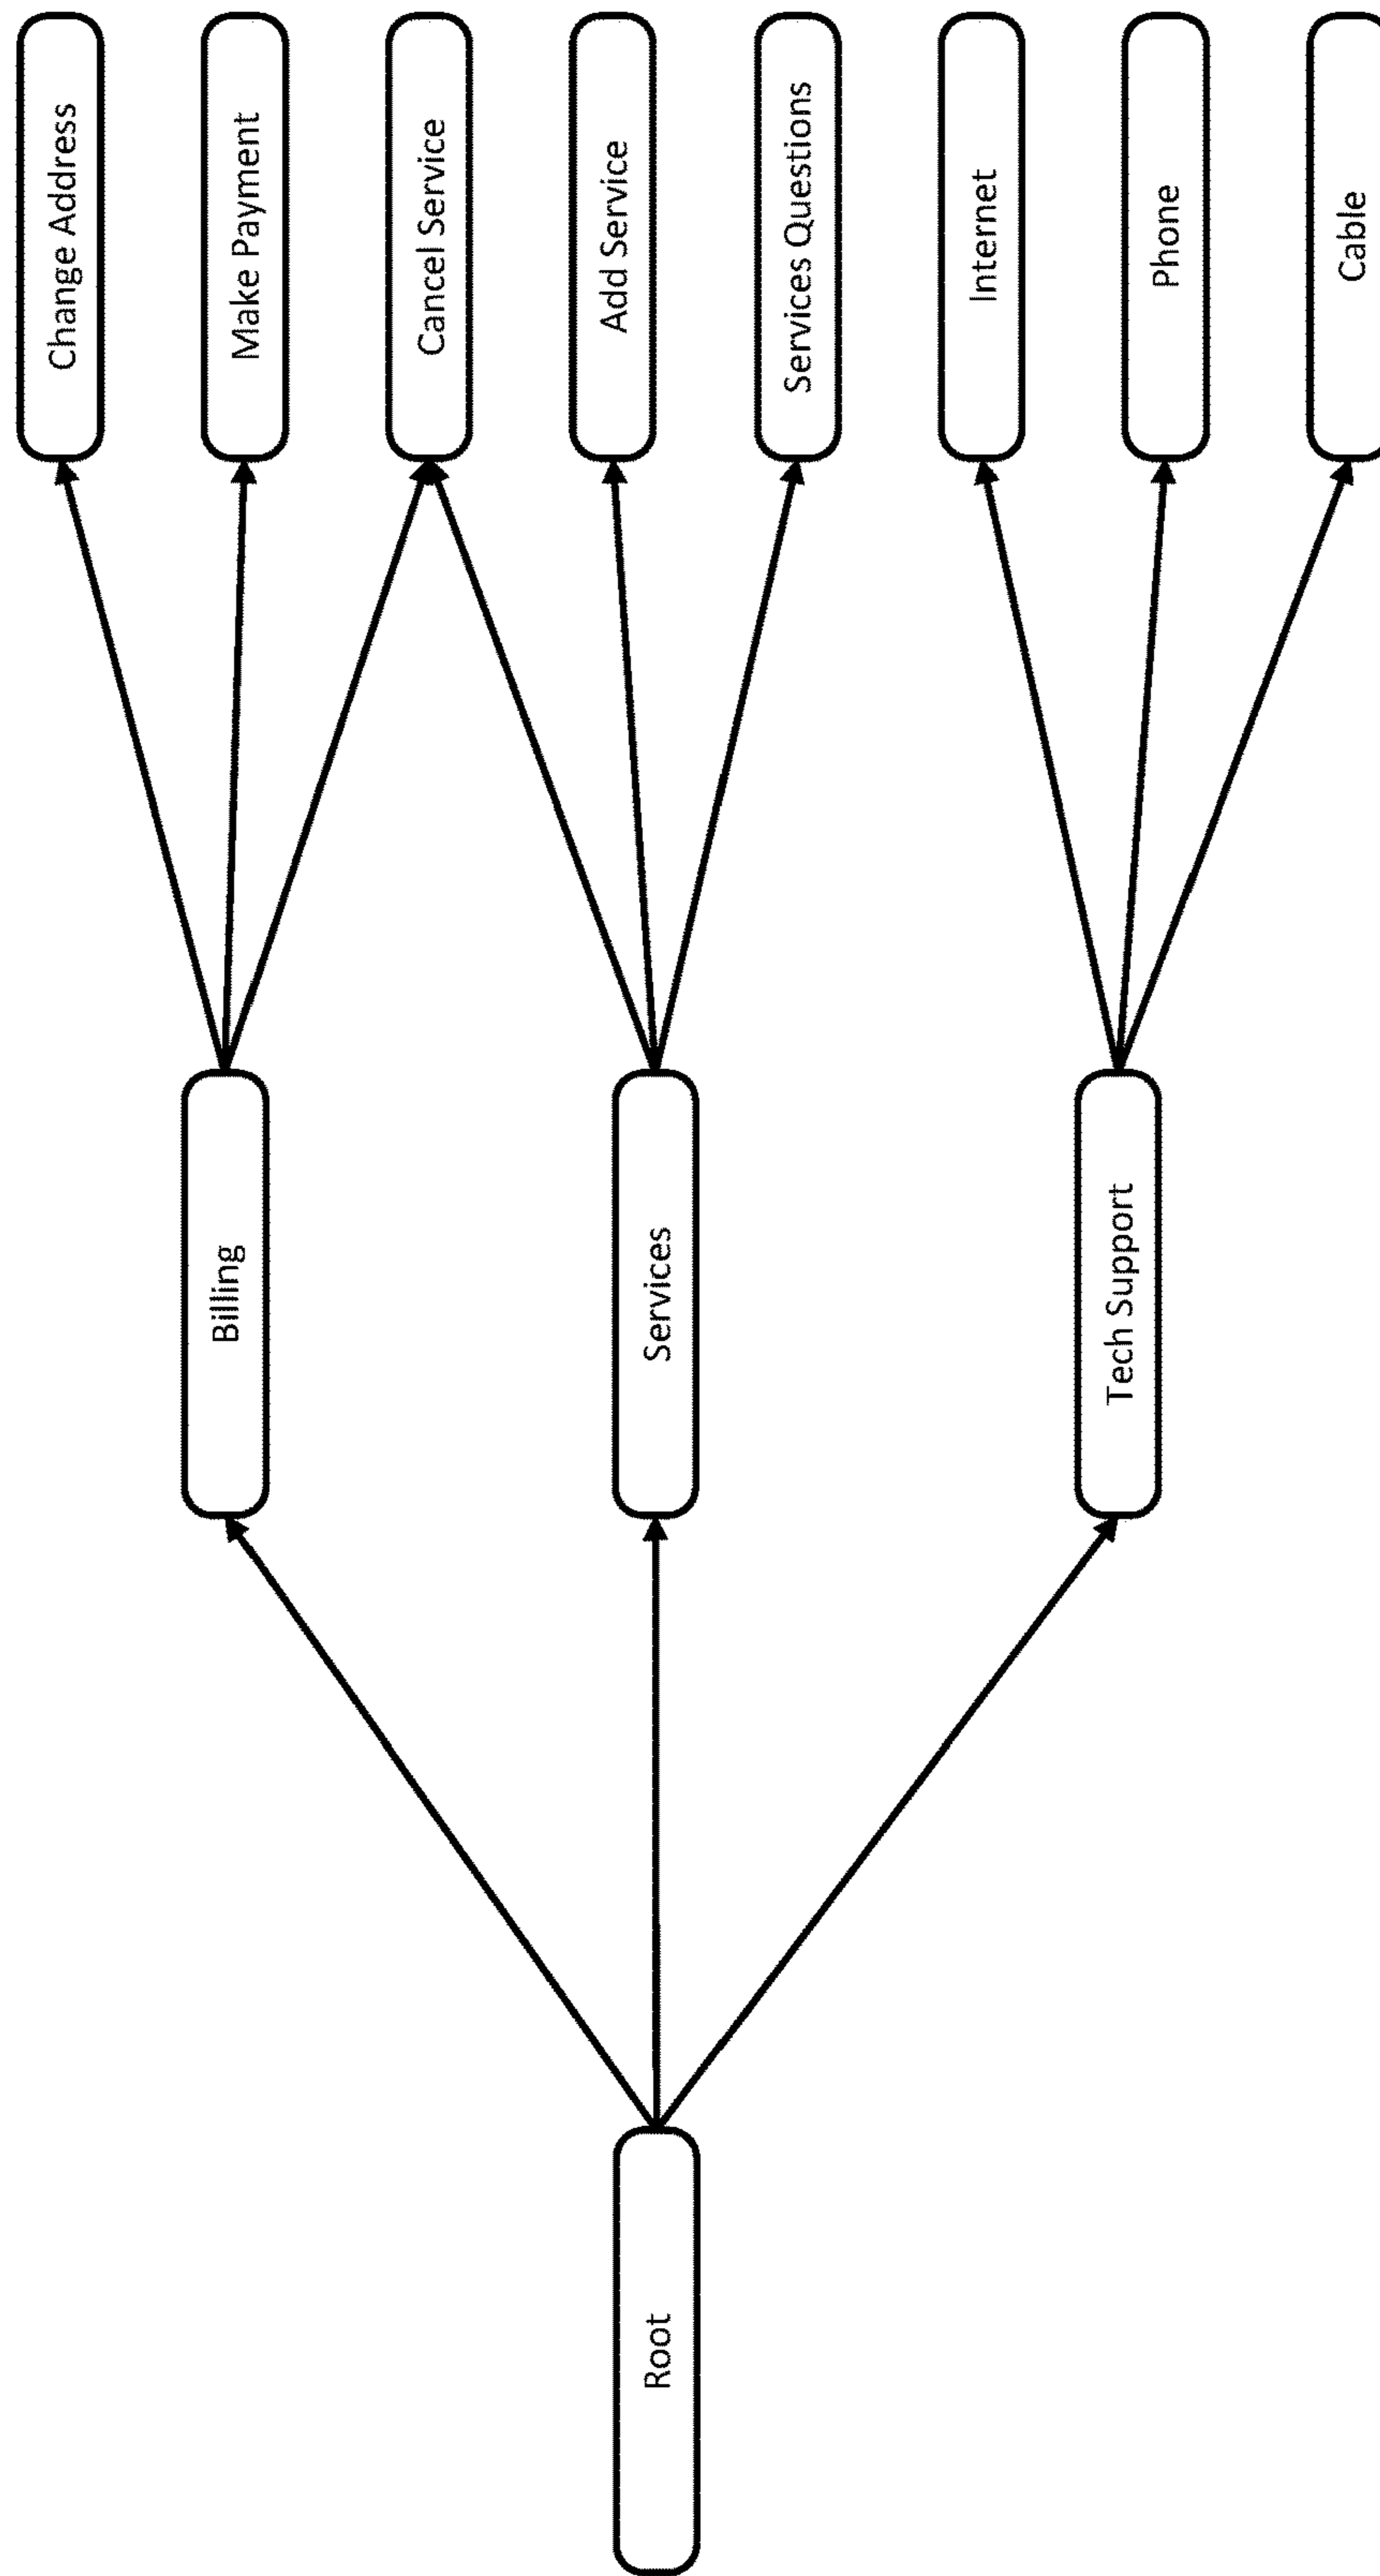 Root
Billing
Services
Tech Support
Change Address
Make Payment
Cancel Service
Add Service
Services Questions
Internet
Phone
Cable